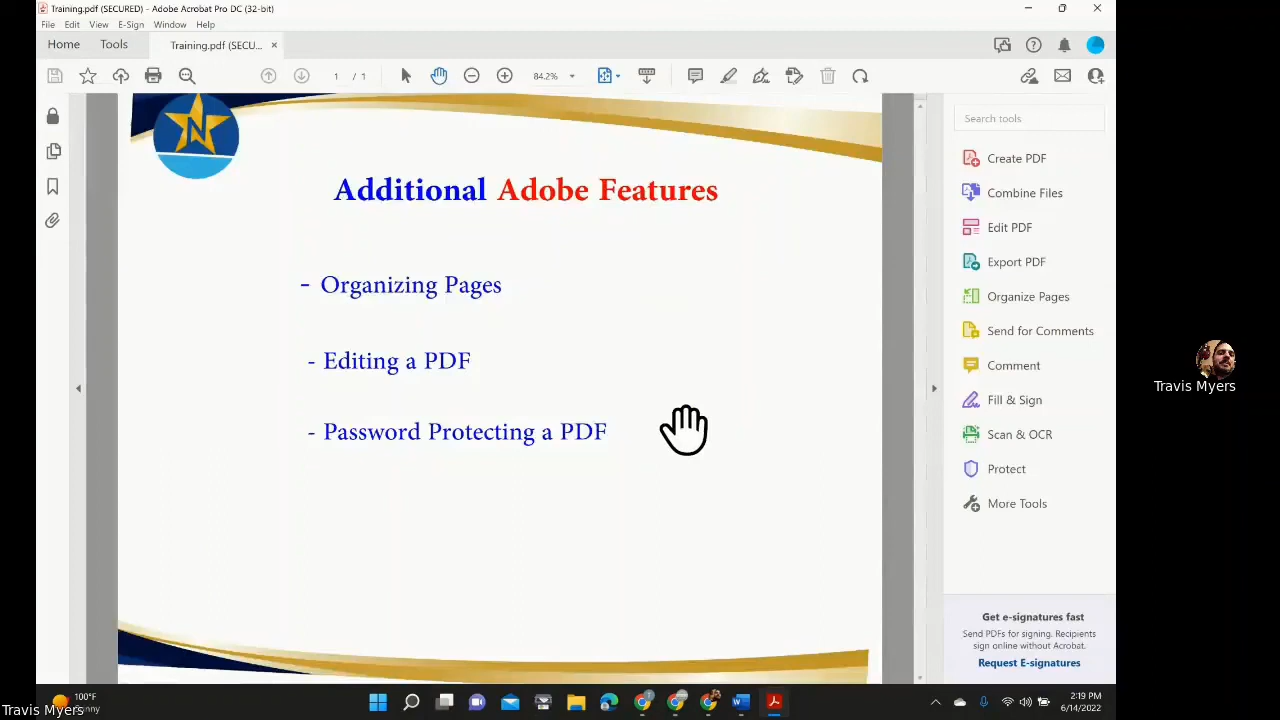 Training.pdf (SECURED) - Adobe Acrobat Pro DC (32-bit)
File Edit View E-Sign Window Help
Home Tools Training.pdf (SECU... ×
1 / 1 84.2%
N
Additional Adobe Features
- Organizing Pages
- Editing a PDF
- Password Protecting a PDF
Search tools
Create PDF
Combine Files
Edit PDF
Export PDF
Organize Pages
Send for Comments
Comment
Fill & Sign
Scan & OCR
Protect
More Tools
Get e-signatures fast
Send PDFs for signing. Recipients
sign online without Acrobat.
Request E-signatures
Travis Myers
100°F
Travis Myers
2:19 PM
6/14/2022